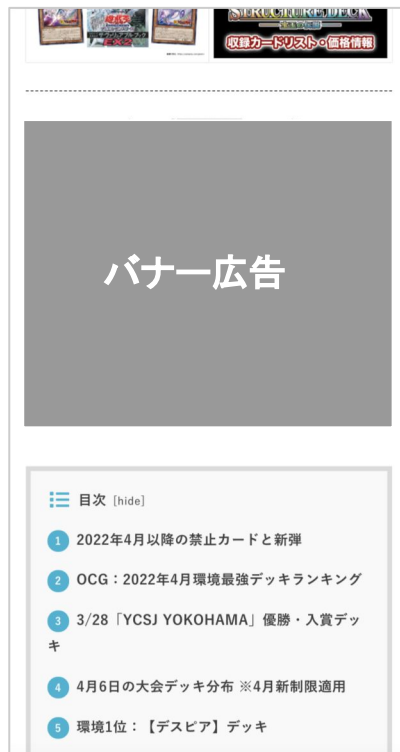 STRUCTURE DECK
収録カードリスト・価格情報
バナー広告
目次 [hide]
1 2022年4月以降の禁止カードと新弾
2 OCG：2022年4月環境最強デッキランキング
3 3/28「YCSJ YOKOHAMA」優勝・入賞デッ
キ
4 4月6日の大会デッキ分布 ※4月新制限適用
5 環境1位：【デスピア】デッキ